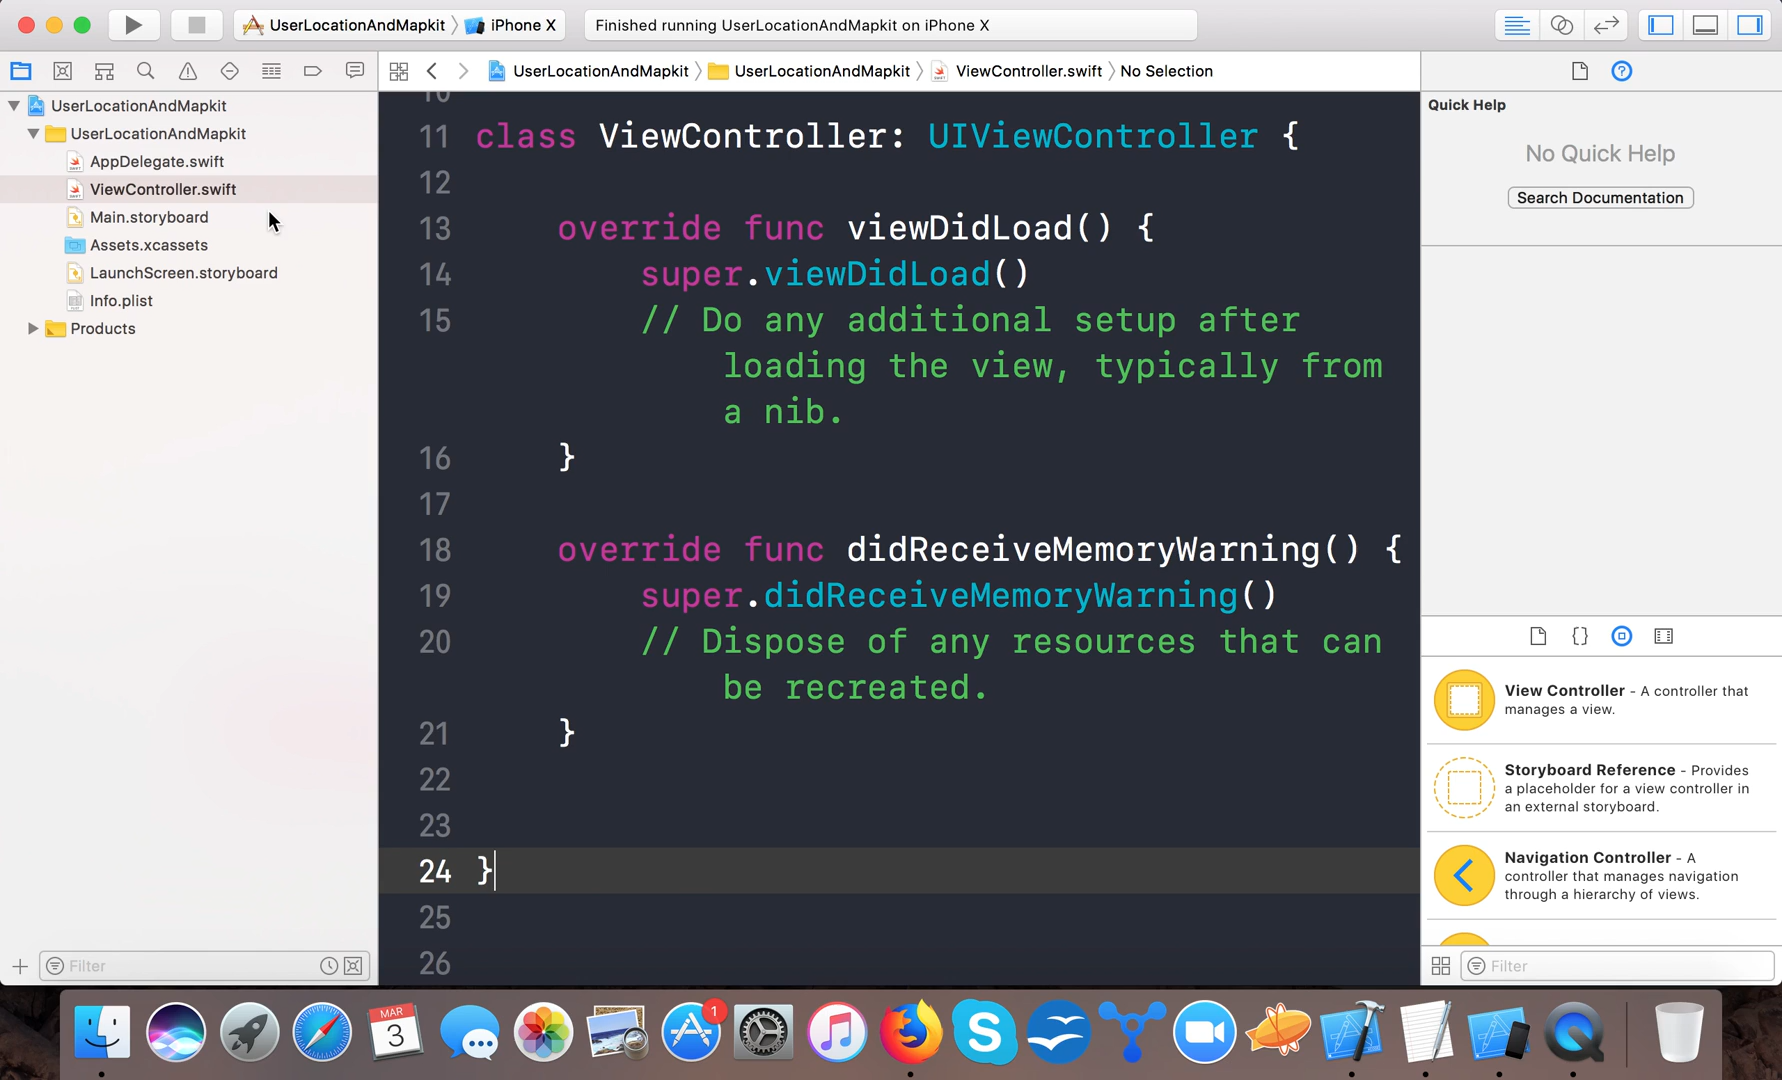 UserLocationAndMapkit
iPhone X
Finished running UserLocationAndMapkit on iPhone X
UserLocationAndMapkit
UserLocationAndMapkit
ViewController.swift
No Selection
UserLocationAndMapkit
UserLocationAndMapkit
AppDelegate.swift
ViewController.swift
Main.storyboard
Assets.xcassets
LaunchScreen.storyboard
Info.plist
Products
Filter
10
11 class ViewController: UIViewController {
12
13 override func viewDidLoad() {
14 super.viewDidLoad()
15 // Do any additional setup after
loading the view, typically from
a nib.
16 }
17
18 override func didReceiveMemoryWarning() {
19 super.didReceiveMemoryWarning()
20 // Dispose of any resources that can
be recreated.
21 }
22
23
24 }
25
26
Quick Help
No Quick Help
Search Documentation
View Controller - A controller that
manages a view.
Storyboard Reference - Provides
a placeholder for a view controller in
an external storyboard.
Navigation Controller - A
controller that manages navigation
through a hierarchy of views.
Filter
MAR
3
1